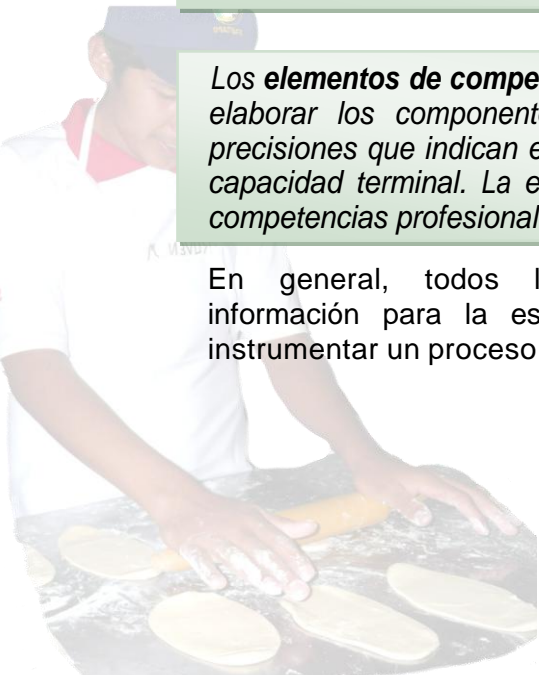 Los elementos de compe
elaborar los component
precisiones que indican e
capacidad terminal. La e
competencias profesional
En general, todos l
información para la es
instrumentar un proceso